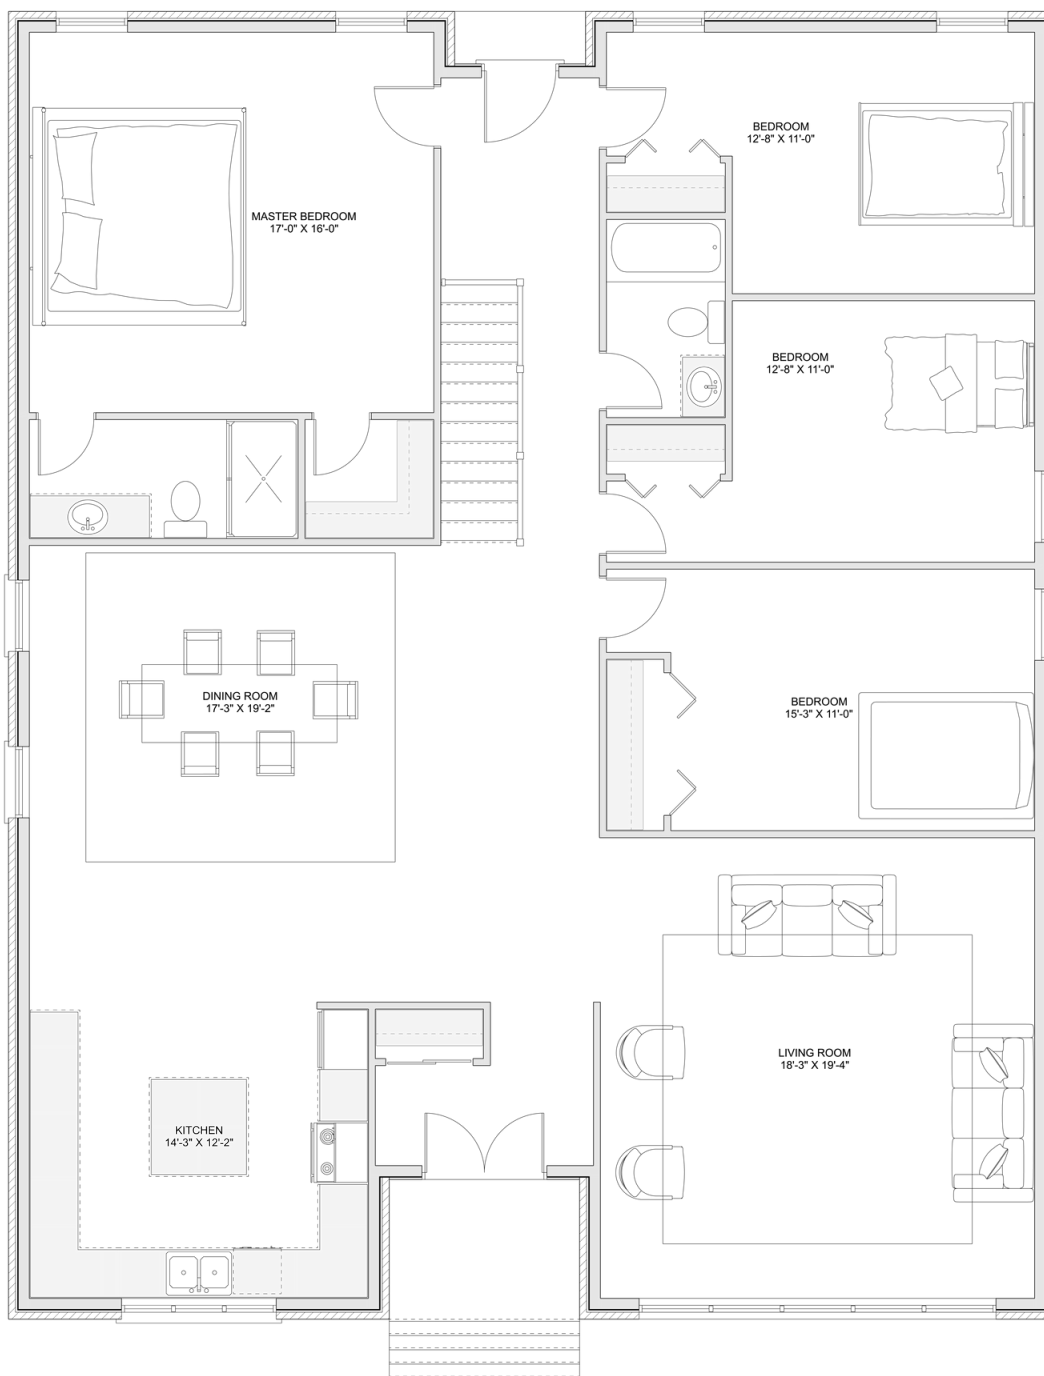 BEDROOM
12'-8" X 11'-0"
MASTER BEDROOM
17'-0" X 16'-0"
BEDROOM
12'-8" X 11'-0"
DINING ROOM
17'-3" X 19'-2"
BEDROOM
15'-3" X 11'-0"
LIVING ROOM
18'-3" X 19'-4"
KITCHEN
14'-3" X 12'-2"